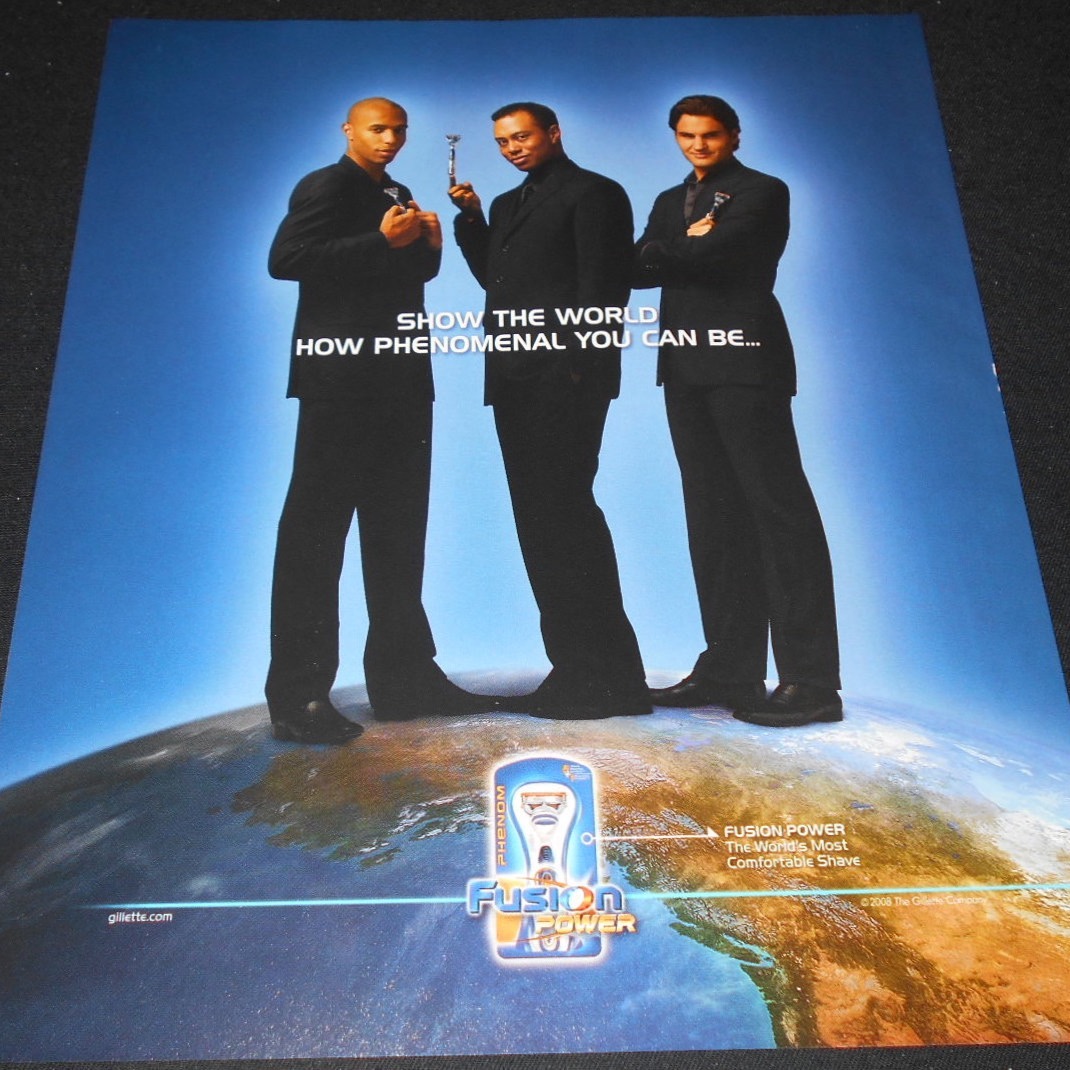 SHOW THE WORLD
HOW PHENOMENAL YOU CAN BE...
PHENOM
FUSION POWER
The World's Most
Comfortable Shave
Fusion
POWER
gillette.com
©2008 The Gillette Company